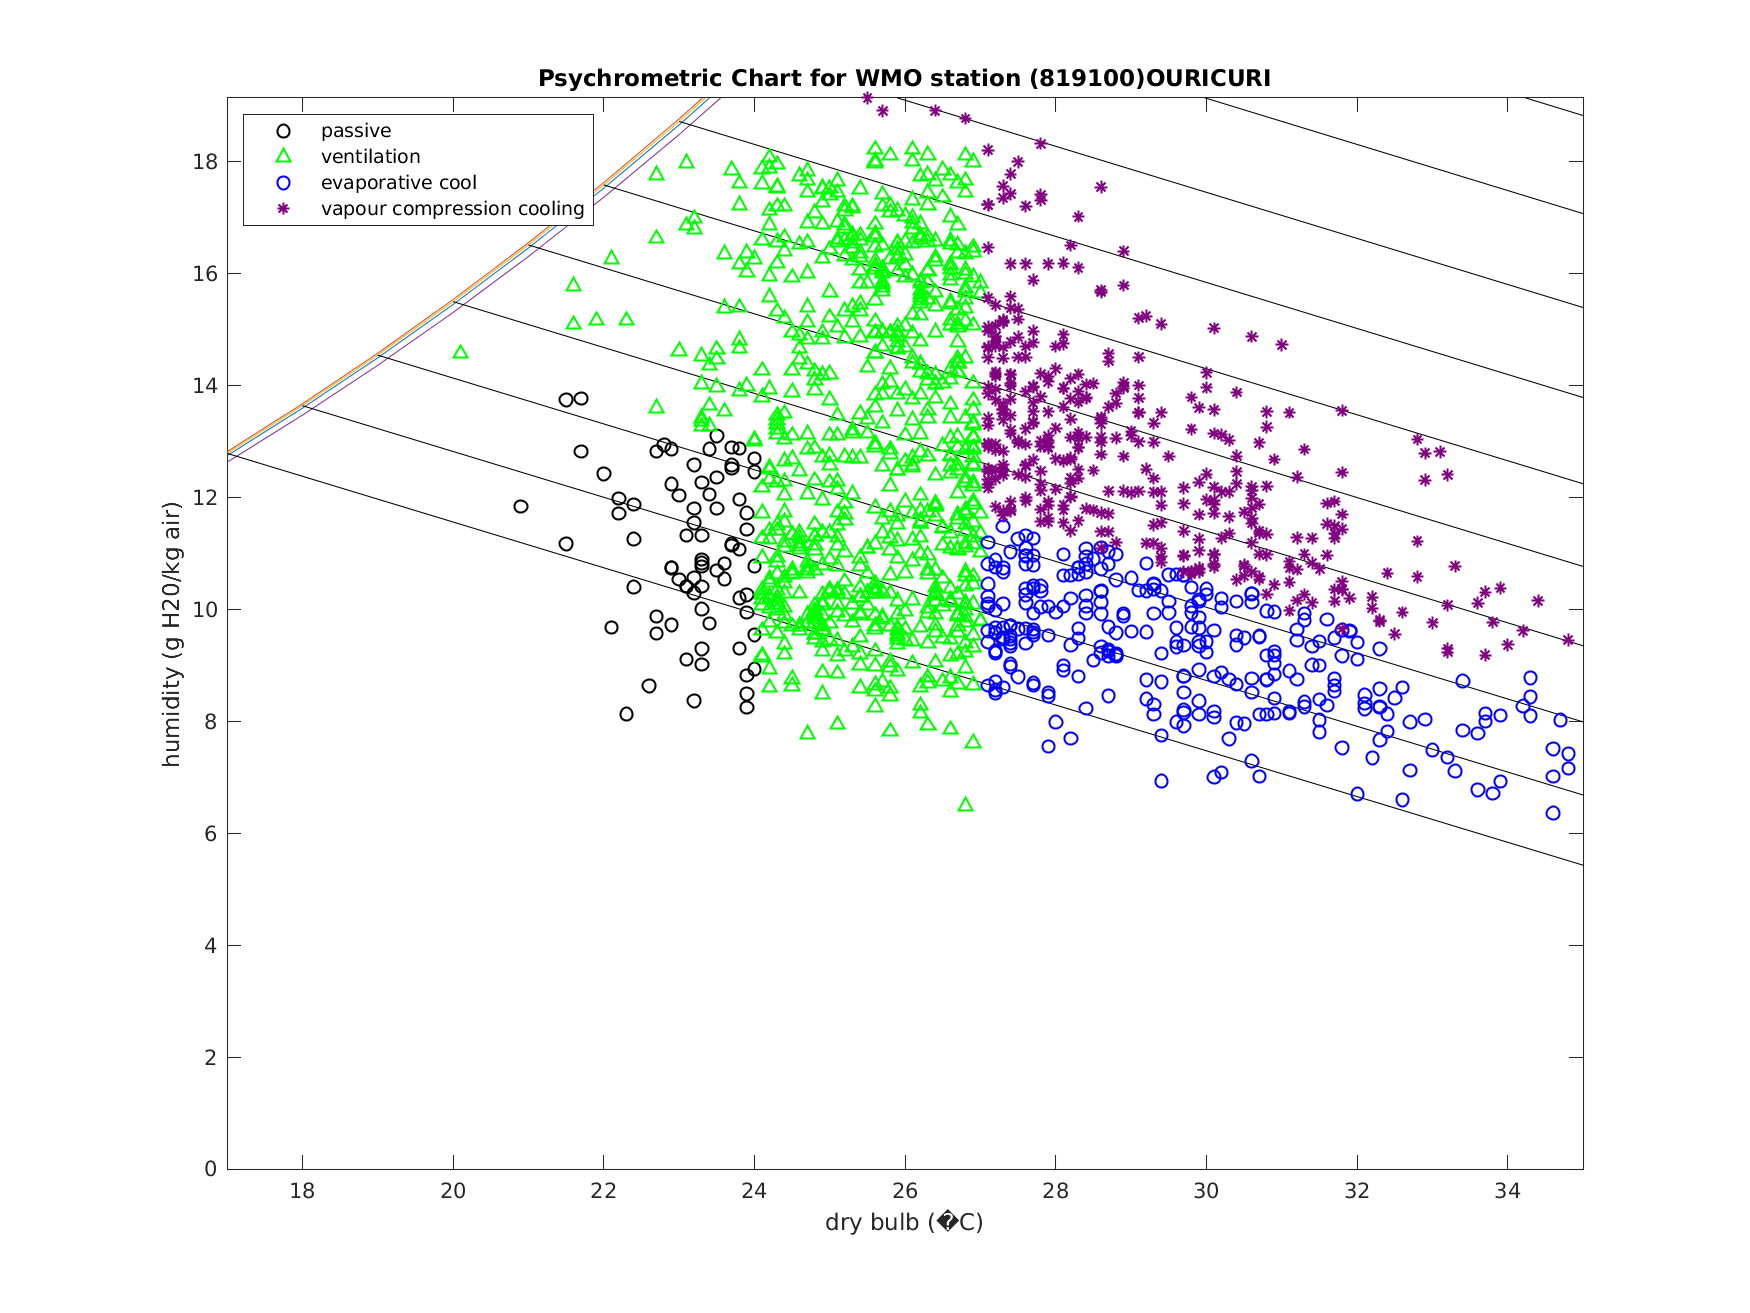 Psychrometric Chart for WMO station (819100)OURICURI
passive
ventilation
evaporative cool
vapour compression cooling
humidity (g H20/kg air)
18
16
14
12
10
8
6
4
2
0
18 20 22 24 26 28 30 32 34
dry bulb (�C)